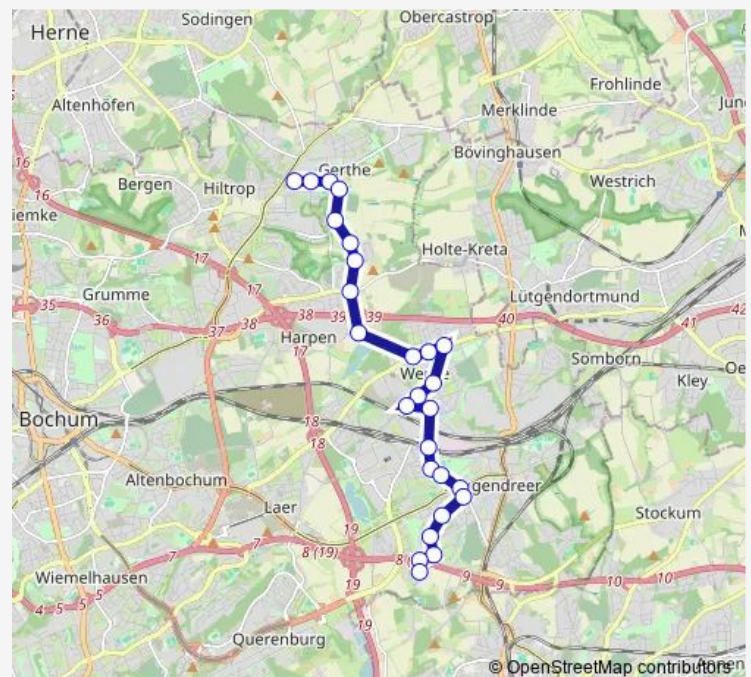 Sodingen
Obercastrop
Herne
Frohlinde
Altenhöfen
Merklinde
16
16
Gerthe
Bövinghausen
Bergen
Hiltrop
Westrich
iemke
Holte-Kreta
17
17
Grumme
Lütgendortmund
35
36
37
38
38
39
39
40
41
42
Harpen
17
Somborn
Kley
Bochum
18
18
Altenbochum
gendreer
Laer
19
Stockum
7
7
8 (19)
8
Wiemelhausen
4
5
5
19
9
9
10
10
Querenburg
19
© OpenStreetMap contributors